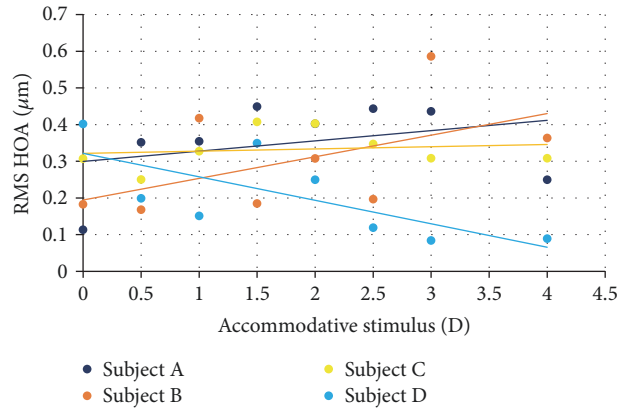 RMS HOA (μm)
0.7
0.6
0.5
0.4
0.3
0.2
0.1
0
0 0.5 1 1.5 2 2.5 3 3.5 4 4.5
Accommodative stimulus (D)
Subject A Subject C
Subject B Subject D